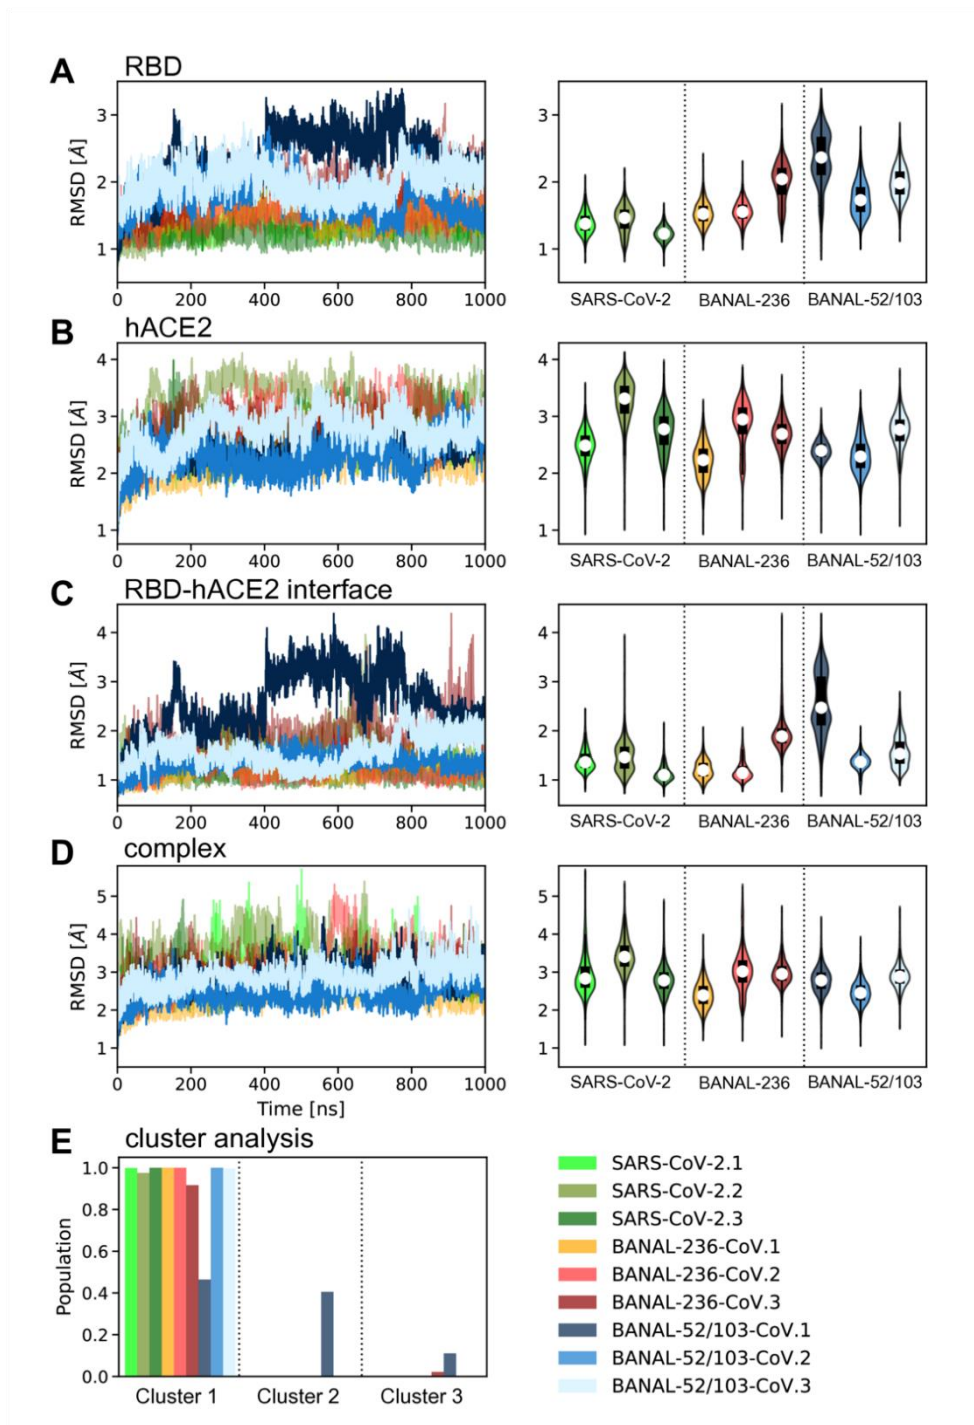 A RBD
RMSD [Å]
3
2
1
0 200 400 600 800 1000
3
2
1
SARS-CoV-2 BANAL-236 BANAL-52/103
B hACE2
RMSD [Å]
4
3
2
1
0 200 400 600 800 1000
4
3
2
1
SARS-CoV-2 BANAL-236 BANAL-52/103
C RBD-hACE2 interface
RMSD [Å]
4
3
2
1
0 200 400 600 800 1000
4
3
2
1
SARS-CoV-2 BANAL-236 BANAL-52/103
D complex
RMSD [Å]
5
4
3
2
1
0 200 400 600 800 1000
Time [ns]
5
4
3
2
1
SARS-CoV-2 BANAL-236 BANAL-52/103
E cluster analysis
Population
1.0
0.8
0.6
0.4
0.2
0.0
Cluster 1 Cluster 2 Cluster 3
SARS-CoV-2.1
SARS-CoV-2.2
SARS-CoV-2.3
BANAL-236-CoV.1
BANAL-236-CoV.2
BANAL-236-CoV.3
BANAL-52/103-CoV.1
BANAL-52/103-CoV.2
BANAL-52/103-CoV.3